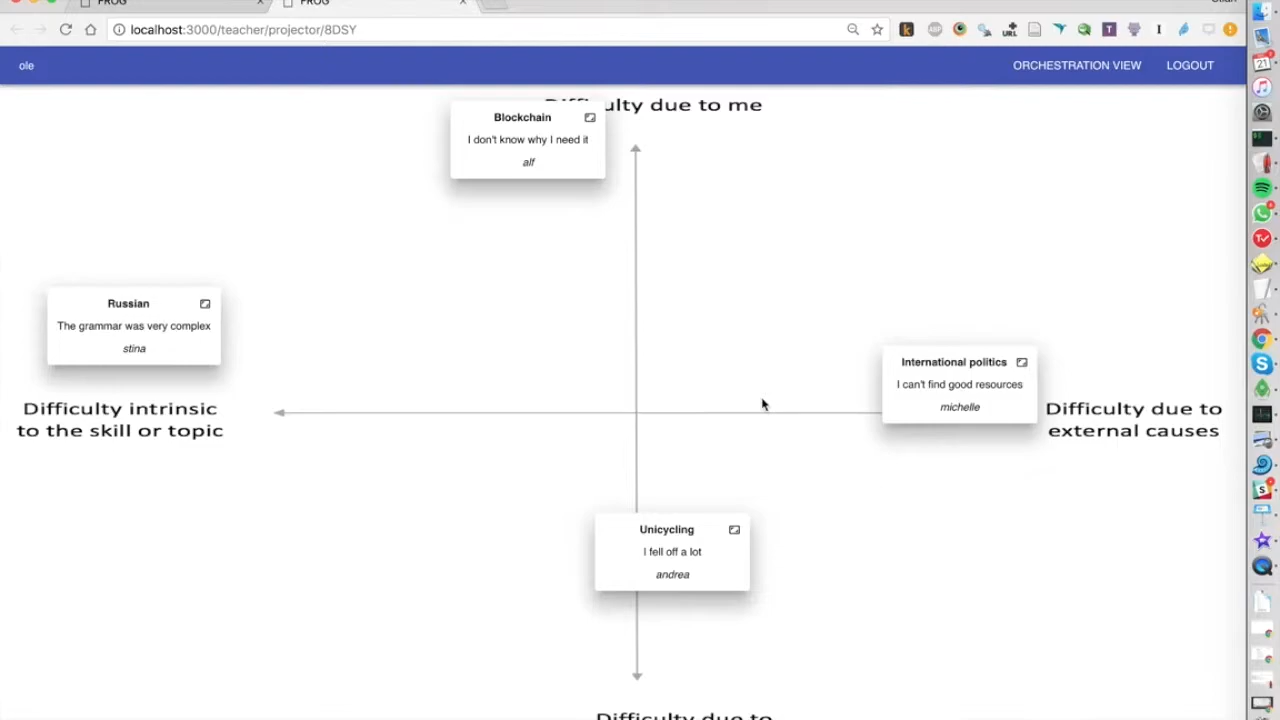 FROG
FROG
localhost:3000/teacher/projector/8DSY
ole
ORCHESTRATION VIEW
LOGOUT
Difficulty due to me
Blockchain
I don't know why I need it
alf
Russian
The grammar was very complex
stina
International politics
I can't find good resources
michelle
Difficulty intrinsic
to the skill or topic
Difficulty due to
external causes
Unicycling
I fell off a lot
andrea
Difficulty due to